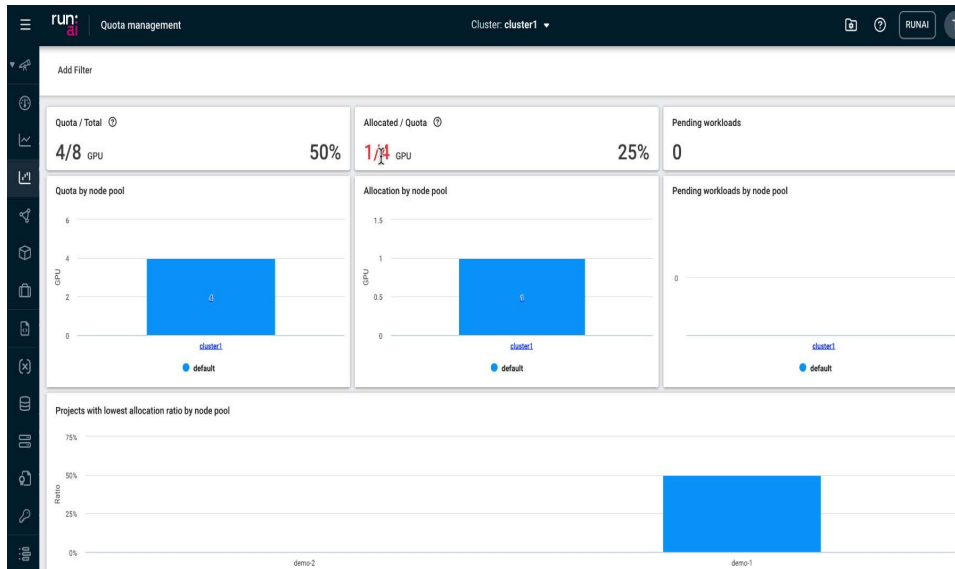 run:
ai
Quota management
Cluster: cluster1
RUNAI
Add Filter
Quota / Total
4/8 GPU
50%
Allocated / Quota
1/4 GPU
25%
Pending workloads
0
Quota by node pool
6
4
2
0
GPU
4
cluster1
default
Allocation by node pool
1.5
1
0.5
0
GPU
1
cluster1
default
Pending workloads by node pool
0
cluster1
default
Projects with lowest allocation ratio by node pool
75%
50%
25%
0%
Ratio
demo-2
demo-1